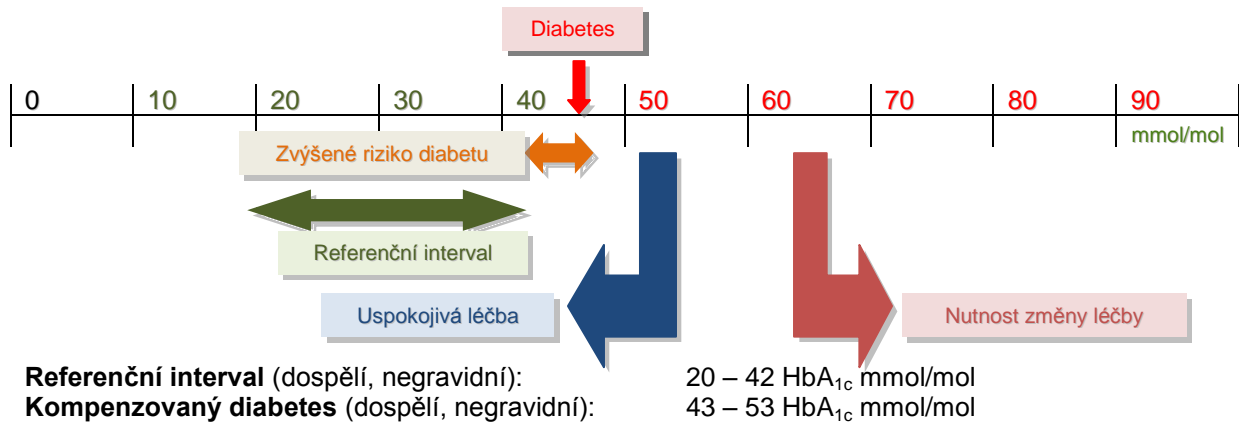 Diabetes
0 10 20 30 40 50 60 70 80 90
mmol/mol
Zvýšené riziko diabetu
Referenční interval
Uspokojivá léčba
Nutnost změny léčby
Referenční interval (dospělí, negravidní): 20 – 42 HbA1c mmol/mol
Kompenzovaný diabetes (dospělí, negravidní): 43 – 53 HbA1c mmol/mol